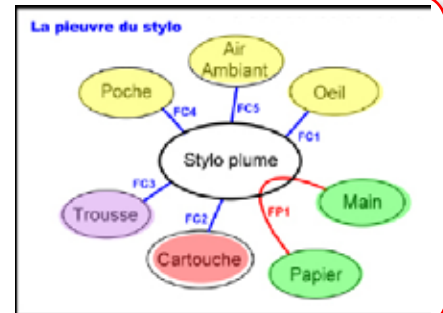 La pieuvre du stylo
Air
Ambiant
Poche
Oeil
FC4
FC5
FC1
Stylo plume
FC3
Trousse
FC2
FP1
Main
Cartouche
Papier